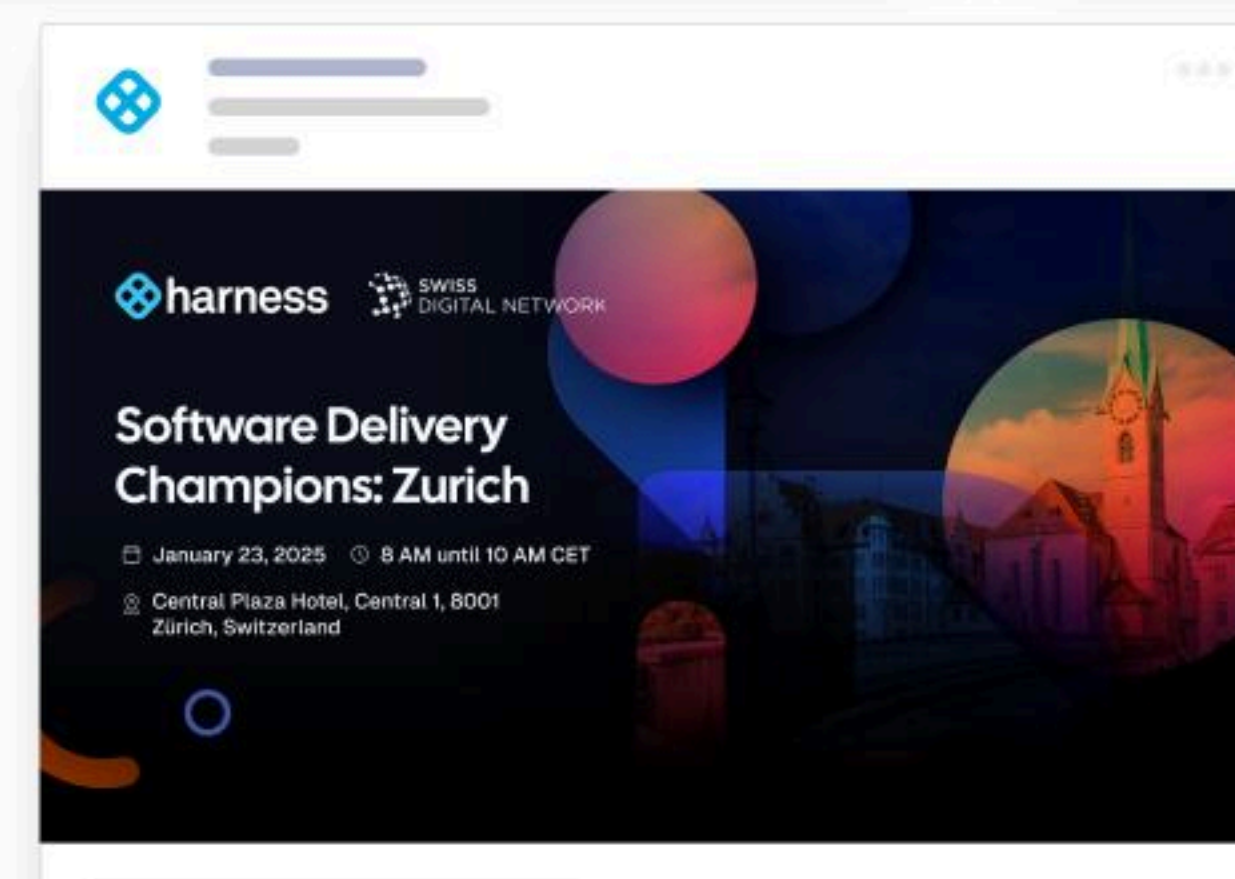 harness
SWISS
DIGITAL NETWORK
Software Delivery
Champions: Zurich
January 23, 2025 8 AM until 10 AM CET
Central Plaza Hotel, Central 1, 8001
Zürich, Switzerland